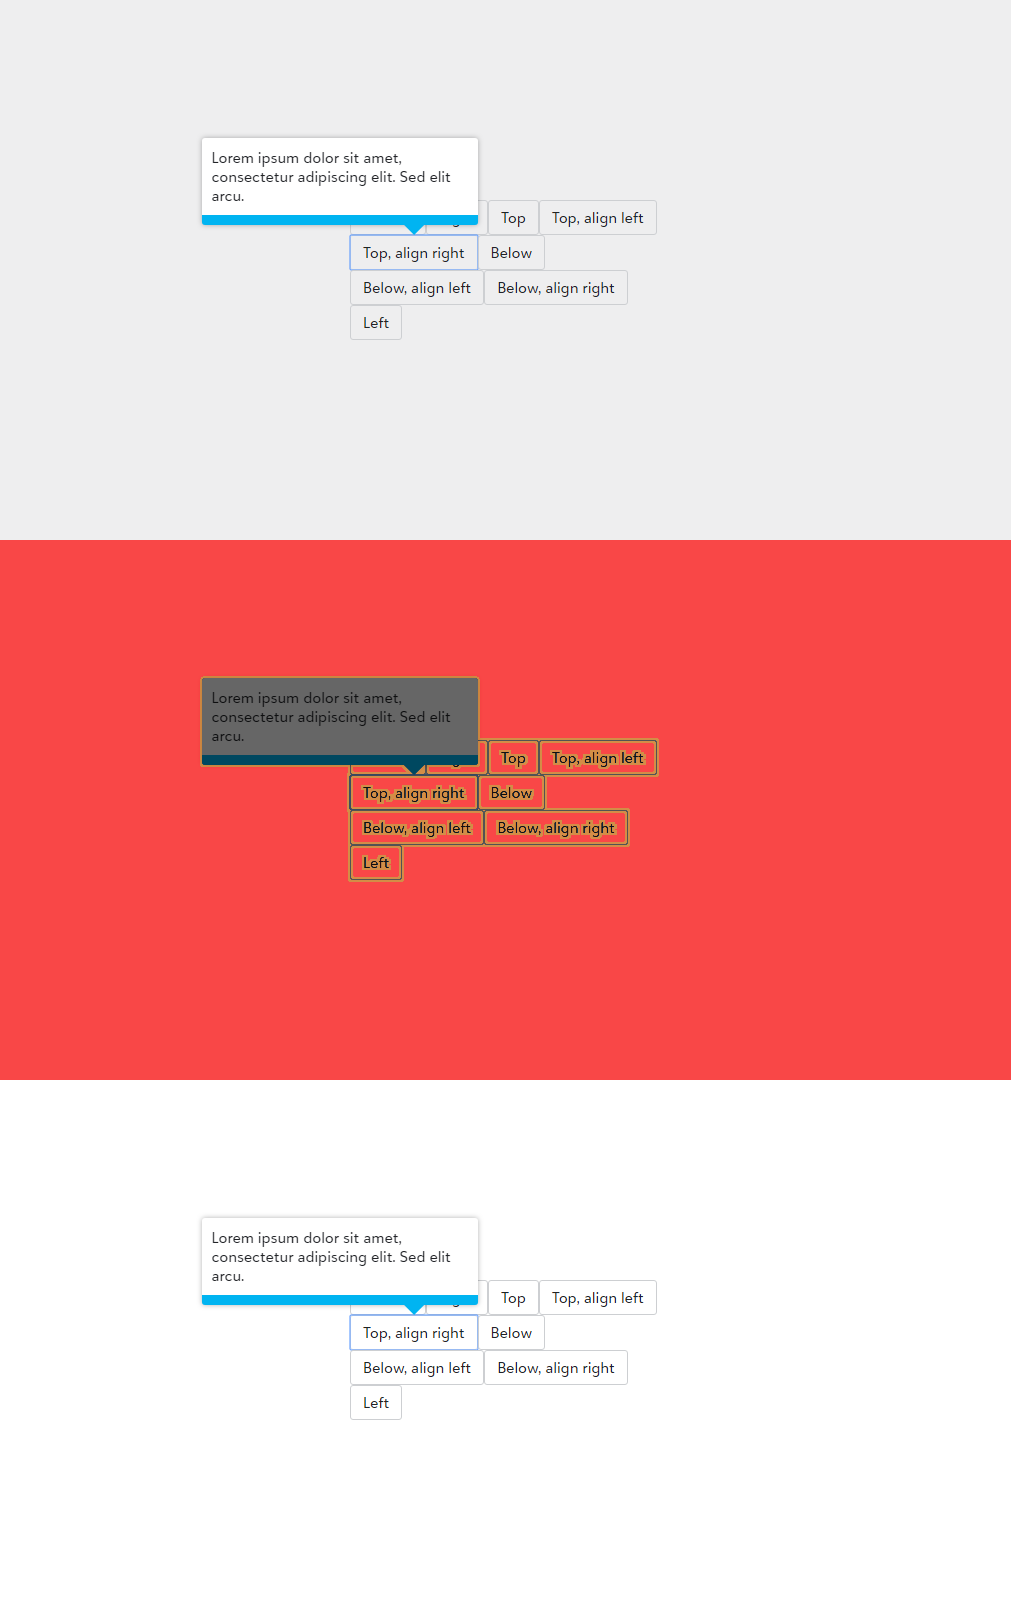 Lorem ipsum dolor sit amet,
consectetur adipiscing elit. Sed elit
arcu.
Top Top, align left
Top, align right Below
Below, align left Below, align right
Left
Lorem ipsum dolor sit amet,
consectetur adipiscing elit. Sed elit
arcu.
Top Top, align left
Top, align right Below
Below, align left Below, align right
Left
Lorem ipsum dolor sit amet,
consectetur adipiscing elit. Sed elit
arcu.
Top Top, align left
Top, align right Below
Below, align left Below, align right
Left